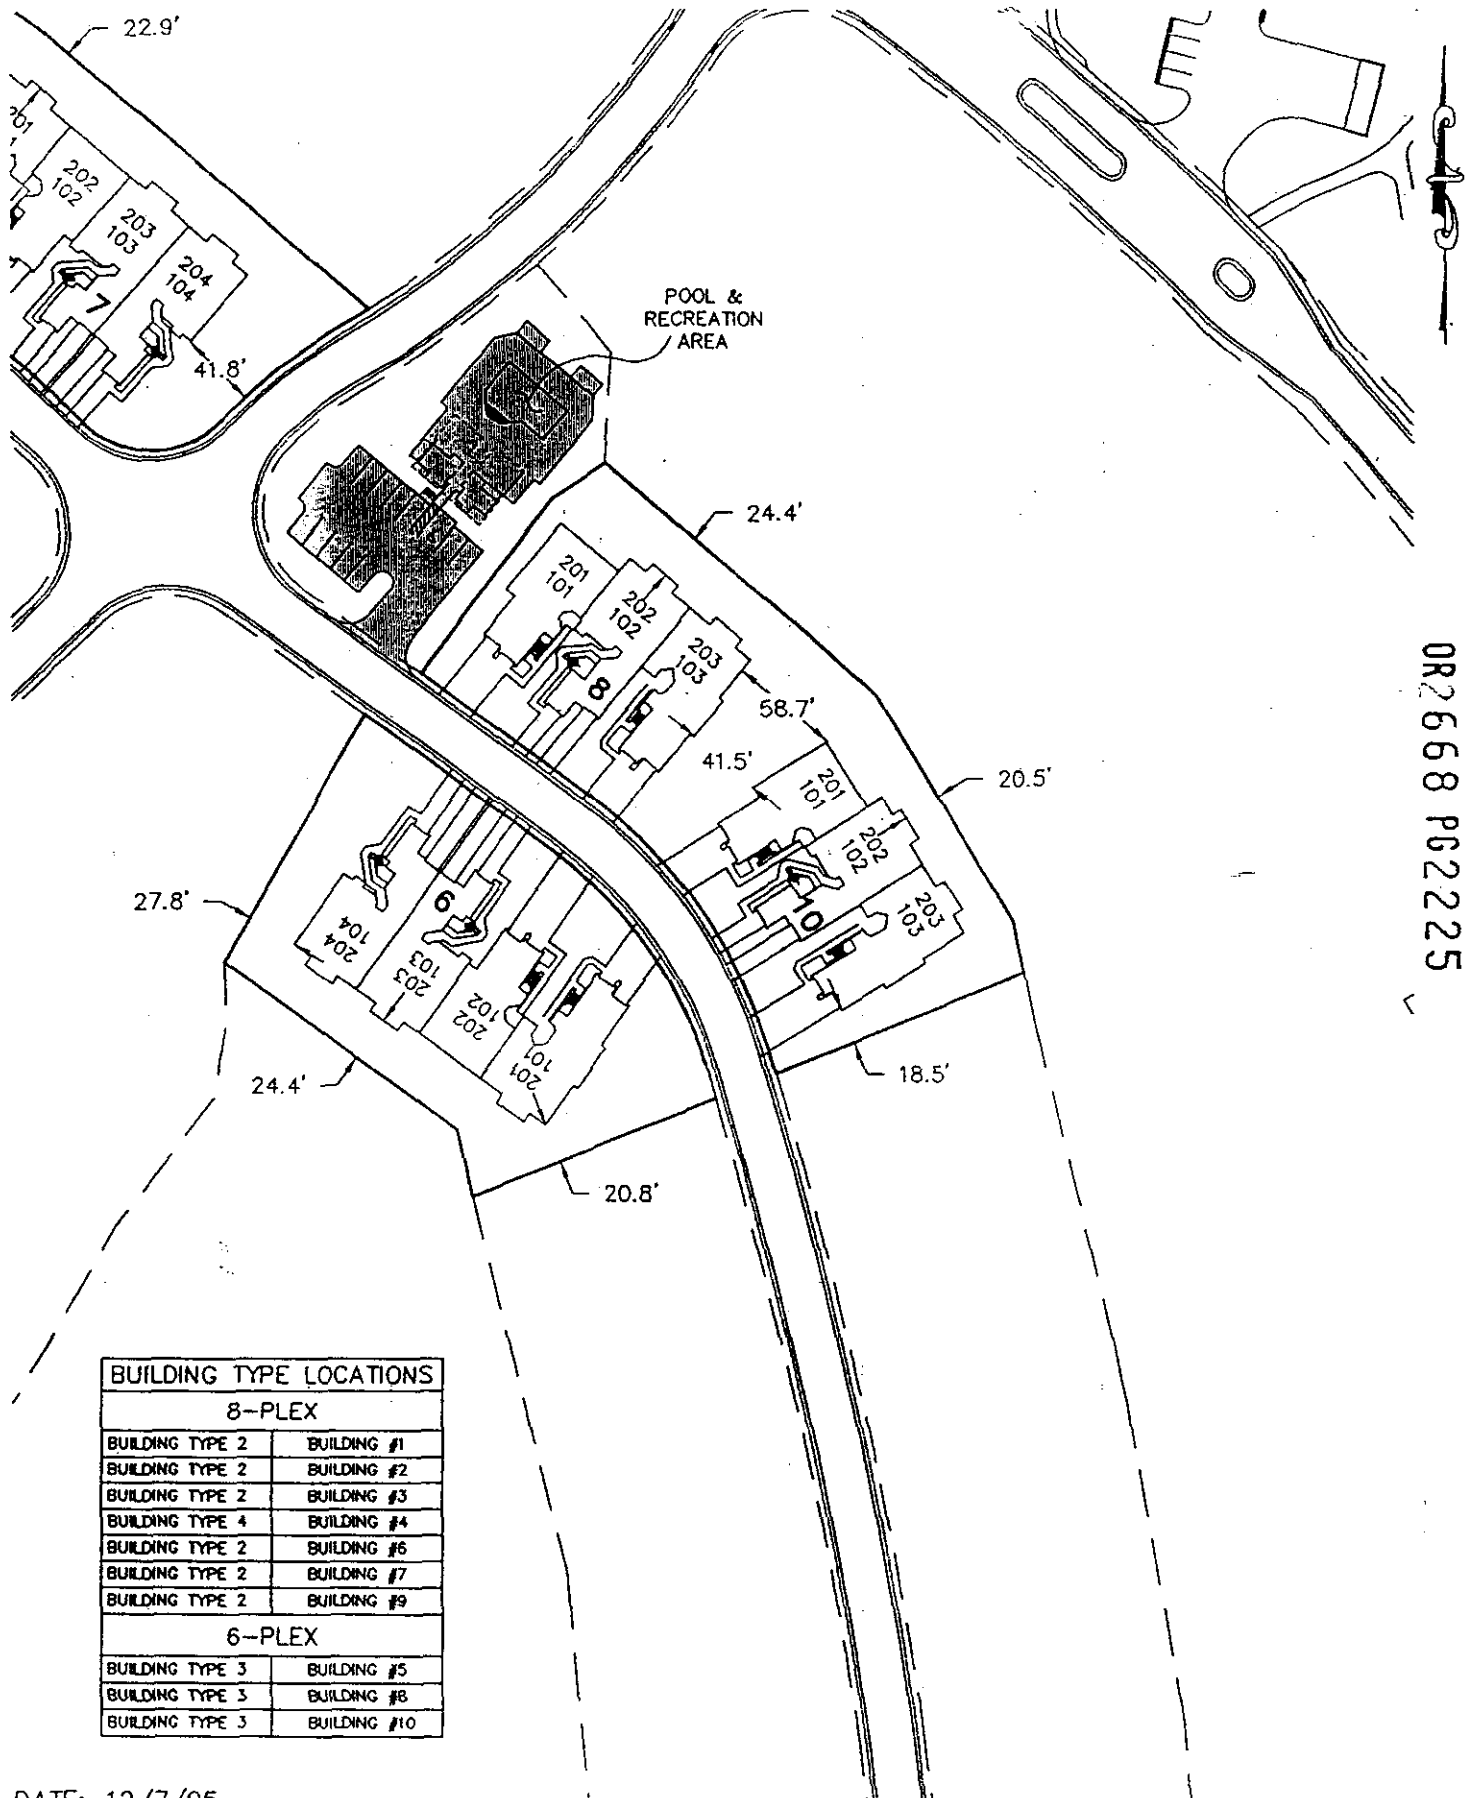 22.9'
201
202
102
203
103
204
104
7
41.8'
POOL &
RECREATION
AREA
24.4'
201
101
202
102
203
103
8
58.7'
41.5'
20.5'
201
101
202
102
203
103
10
18.5'
27.8'
204
104
203
103
202
102
201
101
9
24.4'
20.8'
OR2668 PG2225
BUILDING TYPE LOCATIONS
8-PLEX
BUILDING TYPE 2 BUILDING #1
BUILDING TYPE 2 BUILDING #2
BUILDING TYPE 2 BUILDING #3
BUILDING TYPE 4 BUILDING #4
BUILDING TYPE 2 BUILDING #6
BUILDING TYPE 2 BUILDING #7
BUILDING TYPE 2 BUILDING #9
6-PLEX
BUILDING TYPE 3 BUILDING #5
BUILDING TYPE 3 BUILDING #8
BUILDING TYPE 3 BUILDING #10
DATE: 12/7/95